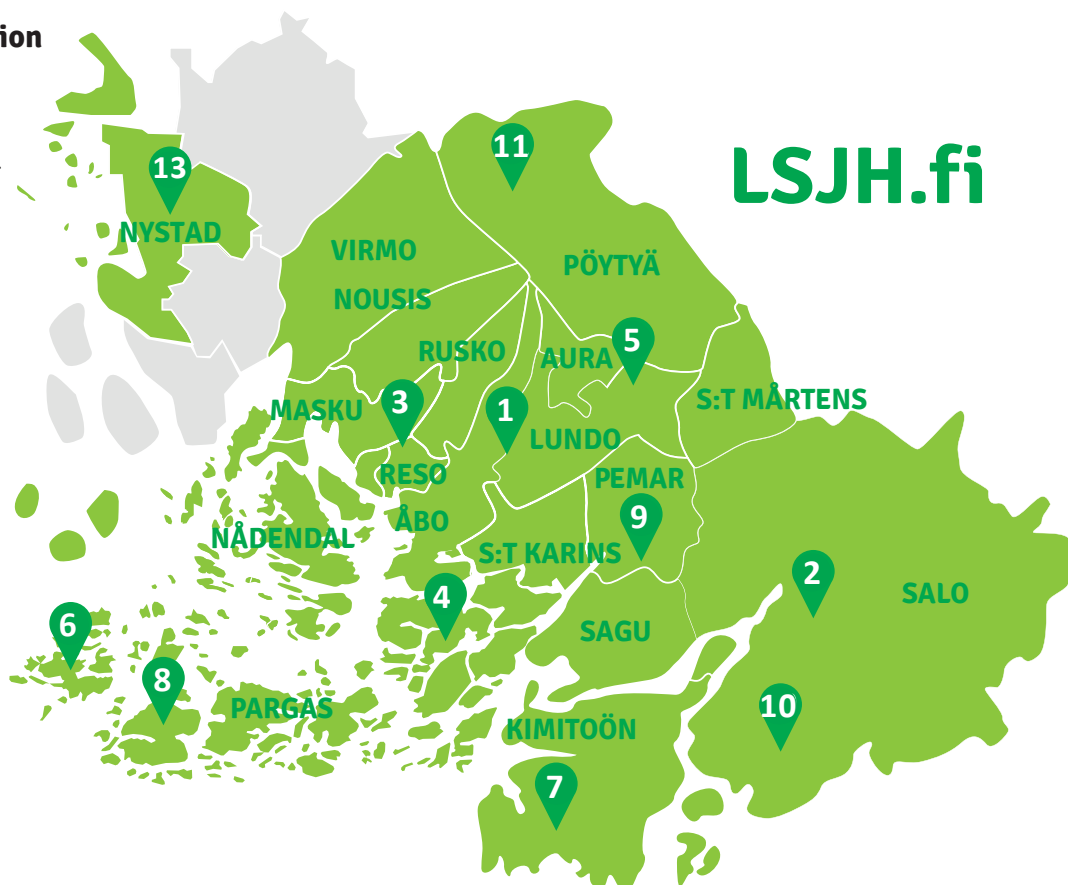 ion
11
LSJH.fi
13
NYSTAD
VIRMO
PÖYTYÄ
NOUSIS
5
RUSKO
AURA
S:T MÅRTENS
MASKU
3
1
LUNDO
RESO
PEMAR
ÅBO
9
NÅDENDAL
S:T KARINS
2
SALO
4
6
SAGU
8
PARGAS
10
KIMITOÖN
7